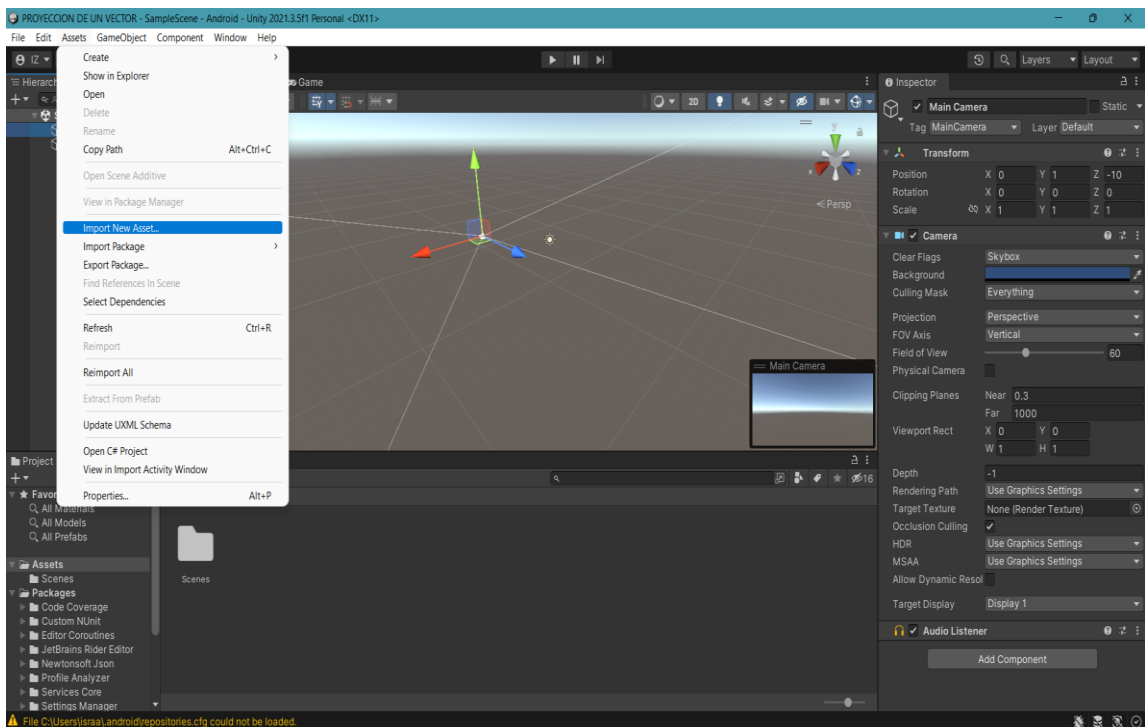 PROYECCION DE UN VECTOR - SampleScene - Android - Unity 2021.3.5f1 Personal <DX11>
File Edit Assets GameObject Component Window Help
IZ
Layers
Layout
Create
Show in Explorer
Open
Delete
Rename
Copy Path Alt+Ctrl+C
Open Scene Additive
View in Package Manager
Import New Asset...
Import Package
Export Package...
Find References In Scene
Select Dependencies
Refresh Ctrl+R
Reimport
Reimport All
Extract From Prefab
Update UXML Schema
Open C# Project
View in Import Activity Window
Properties... Alt+P
Game
2D
y
x
z
Persp
Main Camera
Inspector
Main Camera Static
Tag MainCamera Layer Default
Transform
Position X 0 Y 1 Z -10
Rotation X 0 Y 0 Z 0
Scale X 1 Y 1 Z 1
Camera
Clear Flags Skybox
Background
Culling Mask Everything
Projection Perspective
FOV Axis Vertical
Field of View 60
Physical Camera
Clipping Planes Near 0.3
Far 1000
Viewport Rect X 0 Y 0
W 1 H 1
Depth -1
Rendering Path Use Graphics Settings
Target Texture None (Render Texture)
Occlusion Culling
HDR Use Graphics Settings
MSAA Use Graphics Settings
Allow Dynamic Resol
Target Display Display 1
Audio Listener
Add Component
Project
16
All Materials
All Models
All Prefabs
Assets
Scenes
Packages
Code Coverage
Custom NUnit
Editor Coroutines
JetBrains Rider Editor
Newtonsoft Json
Profile Analyzer
Services Core
Settings Manager
Scenes
File C:\Users\israa\.android\repositories.cfg could not be loaded.